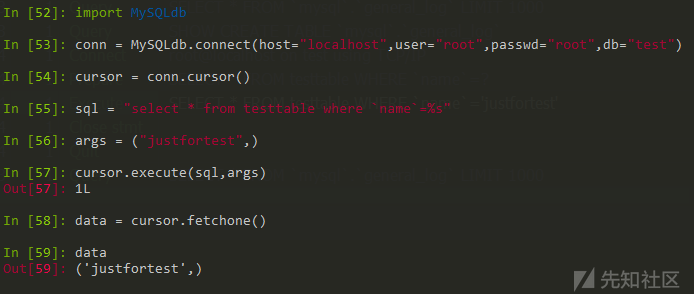 In [52]: import MySQLdb
In [53]: conn = MySQLdb.connect(host="localhost",user="root",passwd="root",db="test")
In [54]: cursor = conn.cursor()
In [55]: sql = "select * from testtable where `name`=%s"
In [56]: args = ("justfortest",)
In [57]: cursor.execute(sql,args)
Out[57]: 1L
In [58]: data = cursor.fetchone()
In [59]: data
Out[59]: ('justfortest',)
先知社区